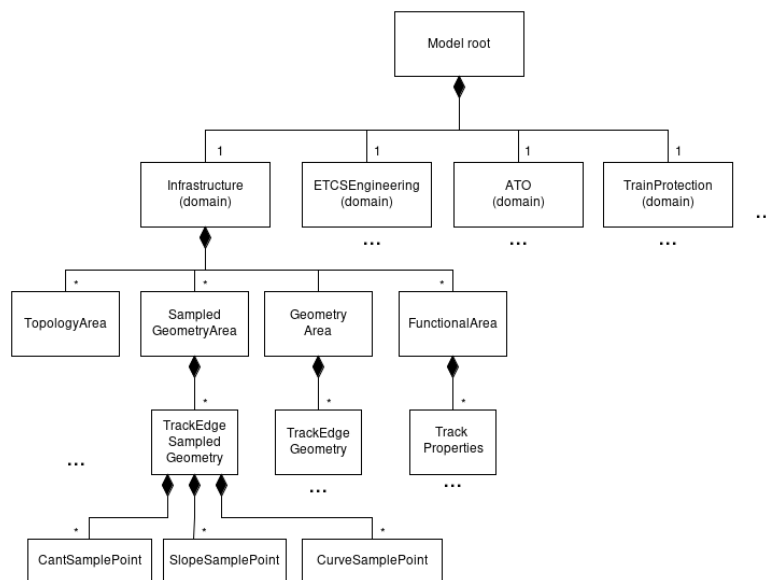 Model root
1
1
1
1
Infrastructure
(domain)
ETCSEngineering
(domain)
ATO
(domain)
TrainProtection
(domain)
...
...
...
...
*
*
*
TopologyArea
Sampled
GeometryArea
Geometry
Area
FunctionalArea
*
*
*
TrackEdge
Sampled
Geometry
TrackEdge
Geometry
Track
Properties
...
...
...
*
*
*
CantSamplePoint
SlopeSamplePoint
CurveSamplePoint